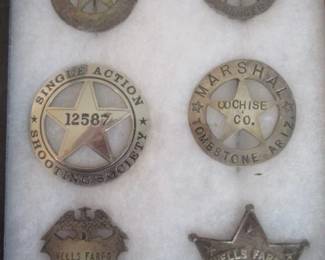 SINGLE ACTION
12587
SHOOTING SOCIETY
MARSHAL
COCHISE
CO.
TOMBSTONE ARIZ
WELLS FARGO
WELLS FARGO